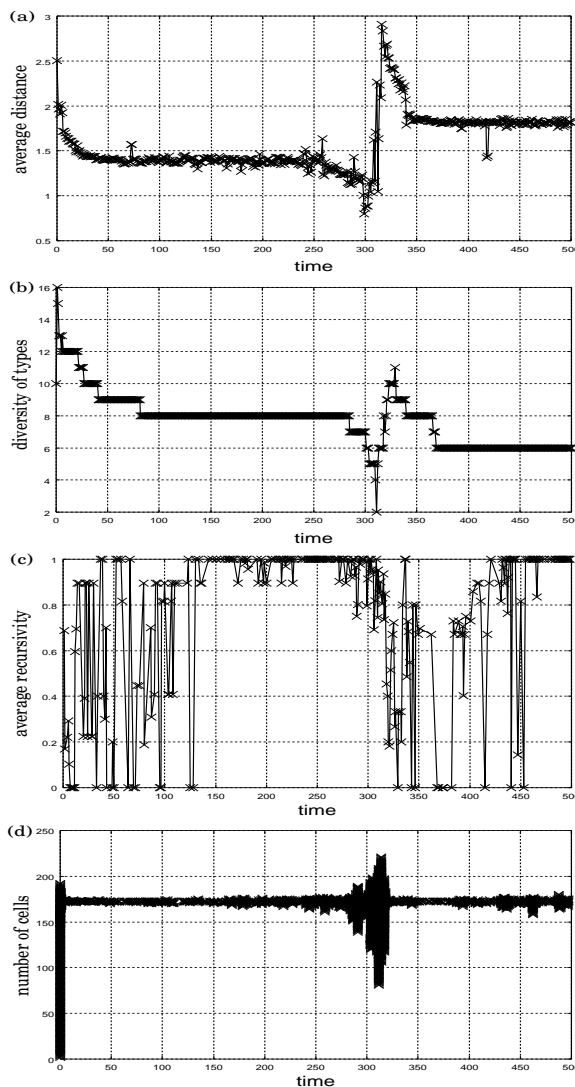 (a)
average distance
3
2.5
2
1.5
1
0.5
0 50 100 150 200 250 300 350 400 450 500
time
(b)
diversity of types
16
14
12
10
8
6
4
2
0 50 100 150 200 250 300 350 400 450 500
time
(c)
average recursivity
1
0.8
0.6
0.4
0.2
0
0 50 100 150 200 250 300 350 400 450 500
time
(d)
number of cells
250
200
150
100
50
0
0 50 100 150 200 250 300 350 400 450 500
time